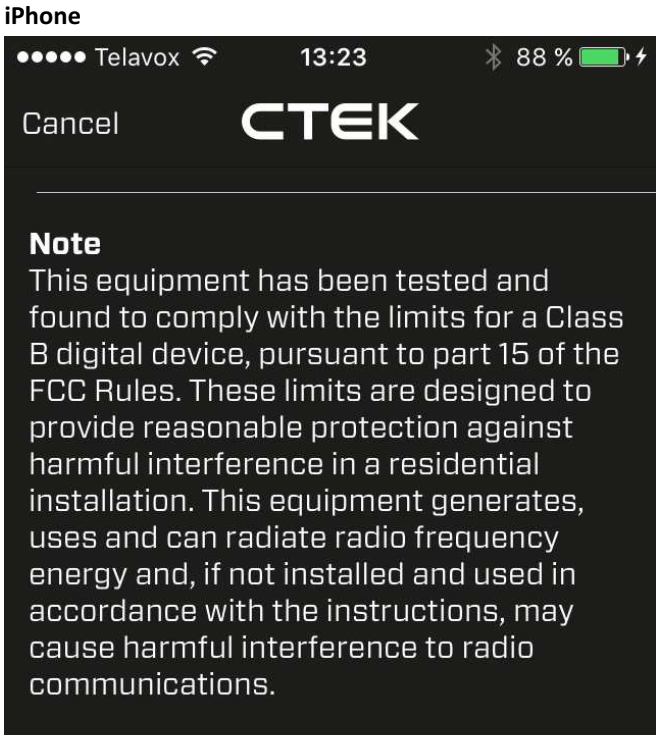 iPhone
Telavox 13:23 88 %
Cancel CTEK
Note
This equipment has been tested and
found to comply with the limits for a Class
B digital device, pursuant to part 15 of the
FCC Rules. These limits are designed to
provide reasonable protection against
harmful interference in a residential
installation. This equipment generates,
uses and can radiate radio frequency
energy and, if not installed and used in
accordance with the instructions, may
cause harmful interference to radio
communications.